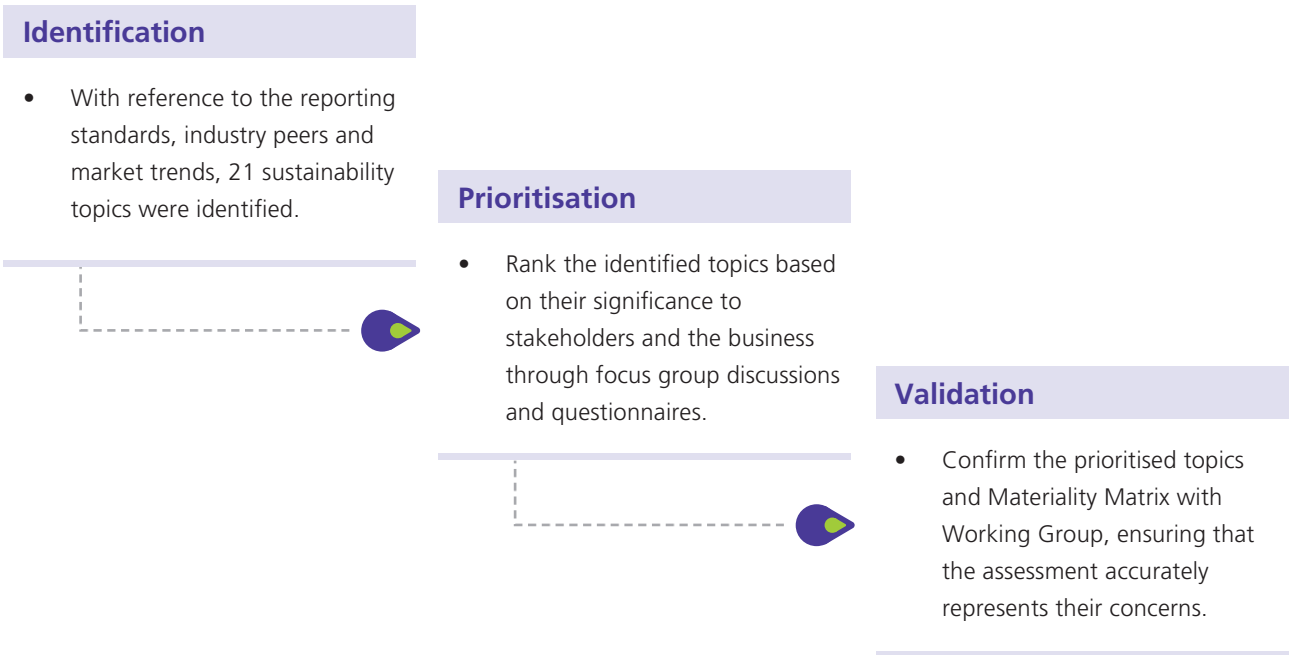 Identification
• With reference to the reporting
standards, industry peers and
market trends, 21 sustainability
topics were identified.
Prioritisation
• Rank the identified topics based
on their significance to
stakeholders and the business
through focus group discussions
and questionnaires.
Validation
• Confirm the prioritised topics
and Materiality Matrix with
Working Group, ensuring that
the assessment accurately
represents their concerns.